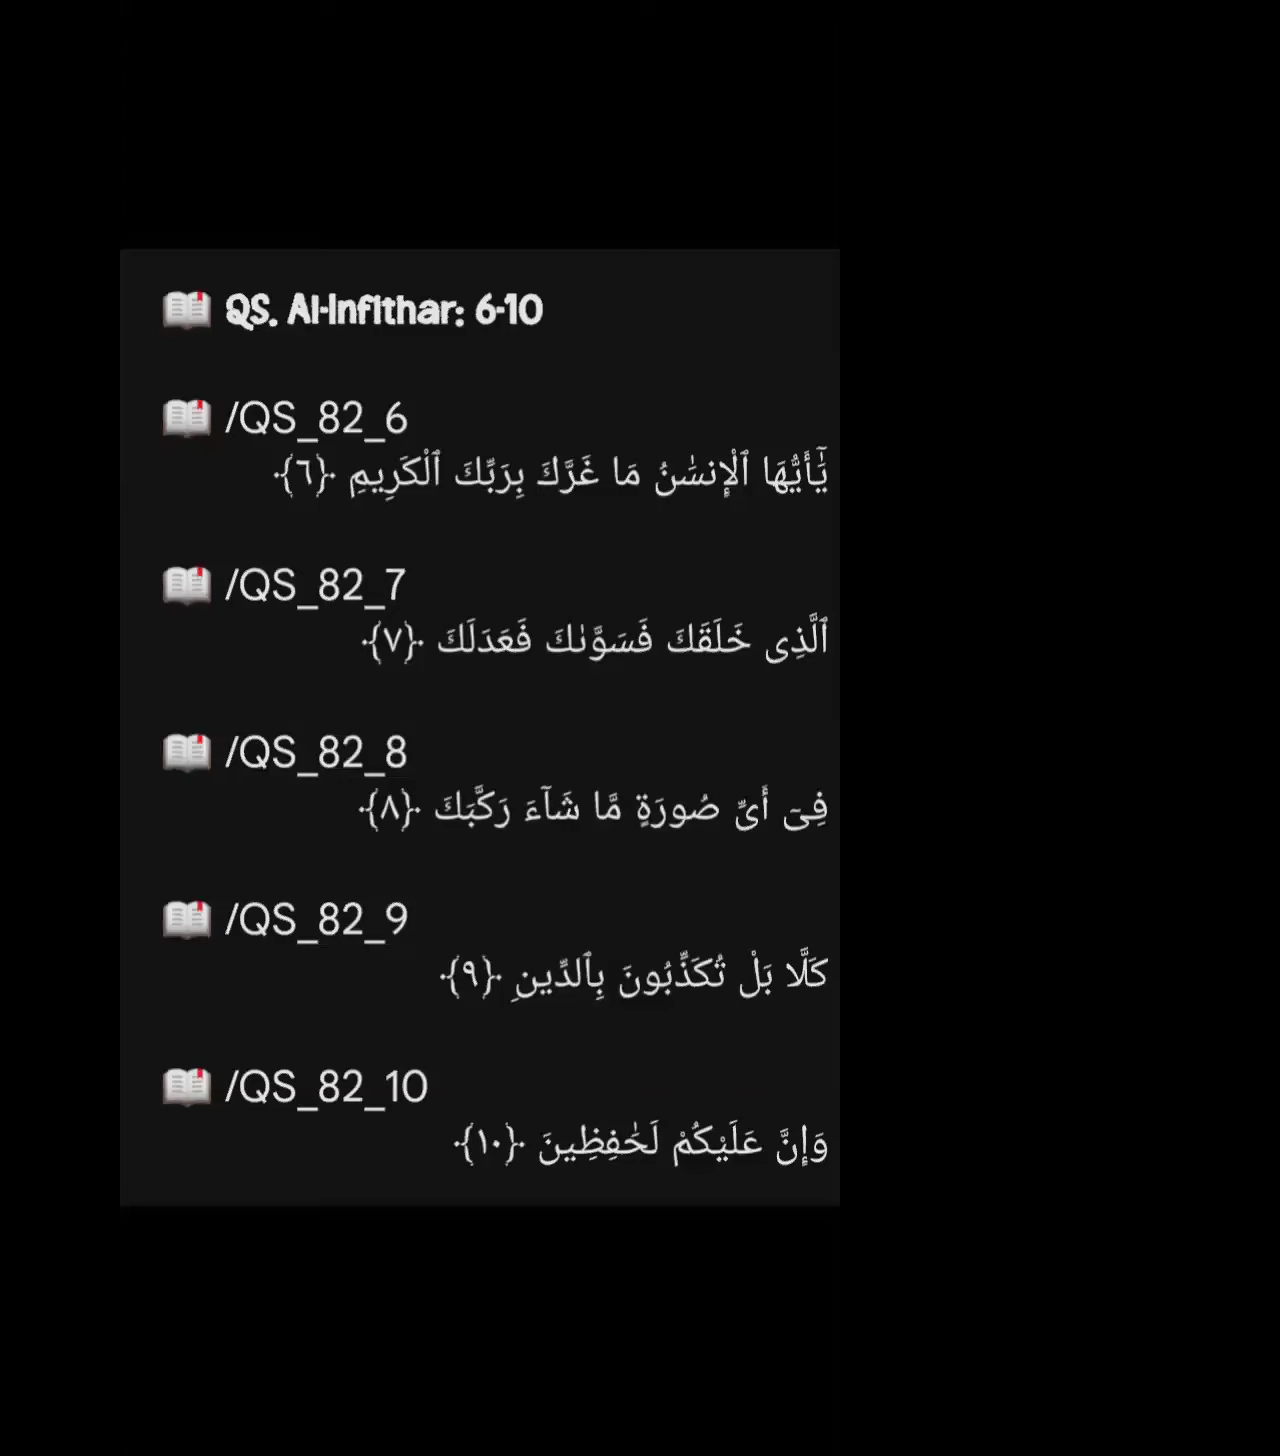 📖 QS. Al-Infithar: 6-10
📖 /QS_82_6
يَٰٓأَيُّهَا ٱلْإِنسَٰنُ مَا غَرَّكَ بِرَبِّكَ ٱلْكَرِيمِ ·{٦}·
📖 /QS_82_7
ٱلَّذِى خَلَقَكَ فَسَوَّىٰكَ فَعَدَلَكَ ·{٧}·
📖 /QS_82_8
فِىٓ أَىِّ صُورَةٍ مَّا شَآءَ رَكَّبَكَ ·{٨}·
📖 /QS_82_9
كَلَّا بَلْ تُكَذِّبُونَ بِٱلدِّينِ ·{٩}·
📖 /QS_82_10
وَإِنَّ عَلَيْكُمْ لَحَٰفِظِينَ ·{١٠}·